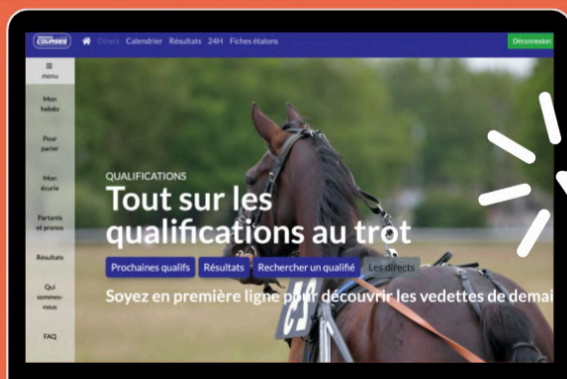 COURSES
Direct Calendrier Résultats 24H Fiches étalons
Déconnexion
menu
Mon
hebdo
Pour
parier
Mon
écurie
Partants
et pronos
Résultats
Qui
sommes-
nous
FAQ
QUALIFICATIONS
Tout sur les
qualifications au trot
Prochaines qualifs Résultats Rechercher un qualifié Les directs
Soyez en première ligne pour découvrir les vedettes de demai